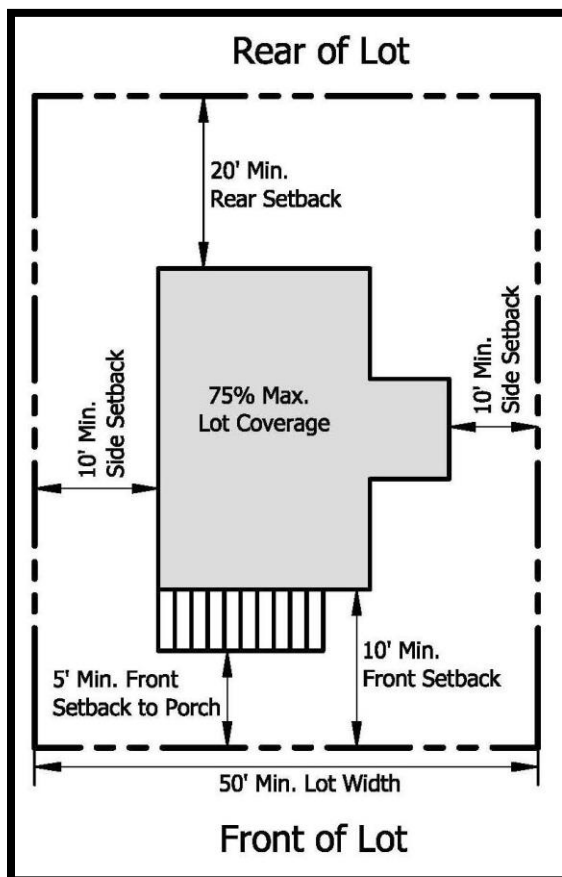 Rear of Lot
20' Min.
Rear Setback
75% Max.
Lot Coverage
10' Min.
Side Setback
10' Min.
Side Setback
5' Min. Front
Setback to Porch
10' Min.
Front Setback
50' Min. Lot Width
Front of Lot